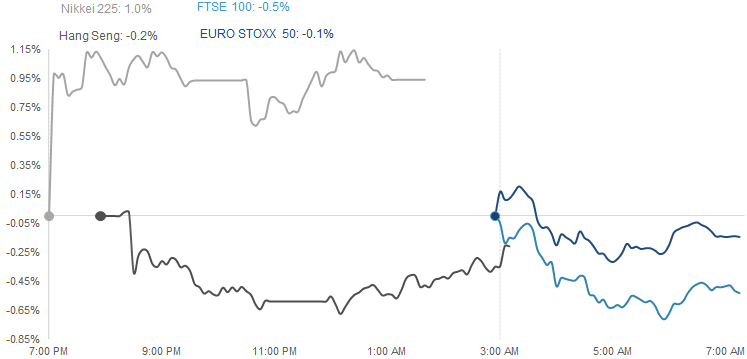 Nikkei 225: 1.0%
FTSE 100: -0.5%
Hang Seng: -0.2%
EURO STOXX 50: -0.1%
1.15%
0.95%
0.75%
0.55%
0.35%
0.15%
-0.05%
-0.25%
-0.45%
-0.65%
-0.85%
7:00 PM
9:00 PM
11:00 PM
1:00 AM
3:00 AM
5:00 AM
7:00 AM